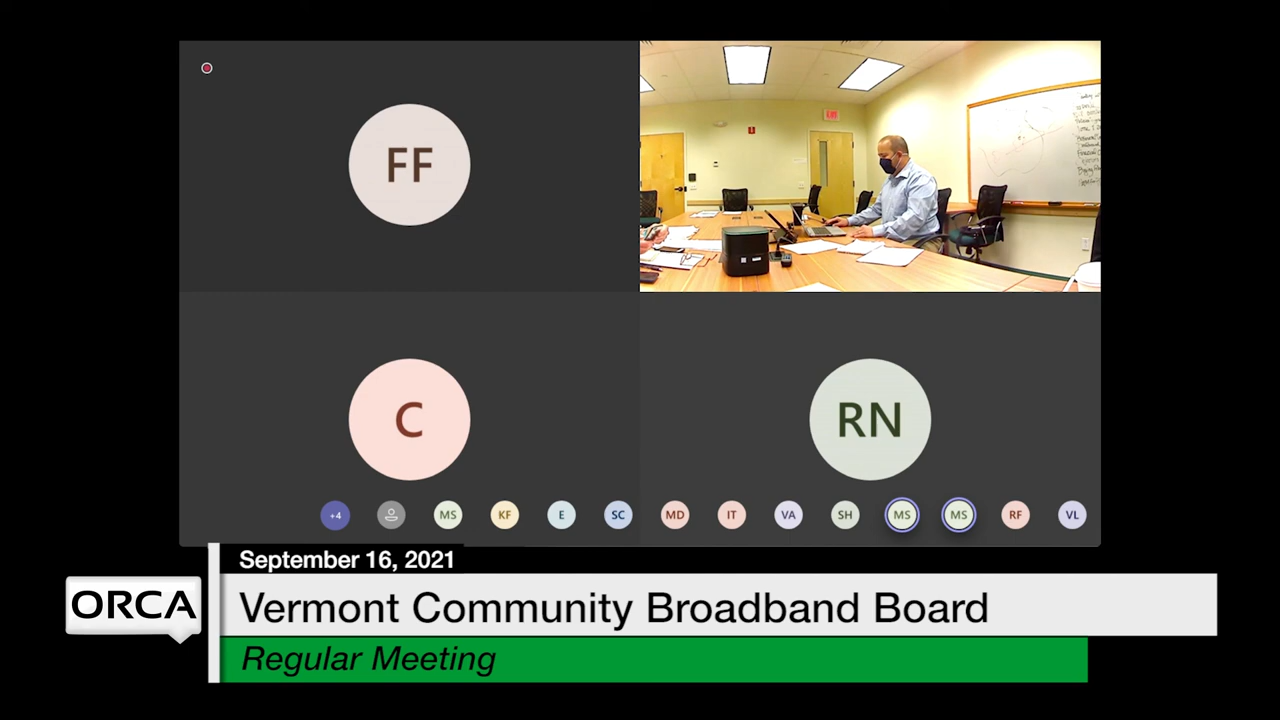 FF
C
RN
+4
MS
KF
E
SC
MD
IT
VA
SH
MS
MS
RF
VL
September 16, 2021
ORCA
Vermont Community Broadband Board
Regular Meeting